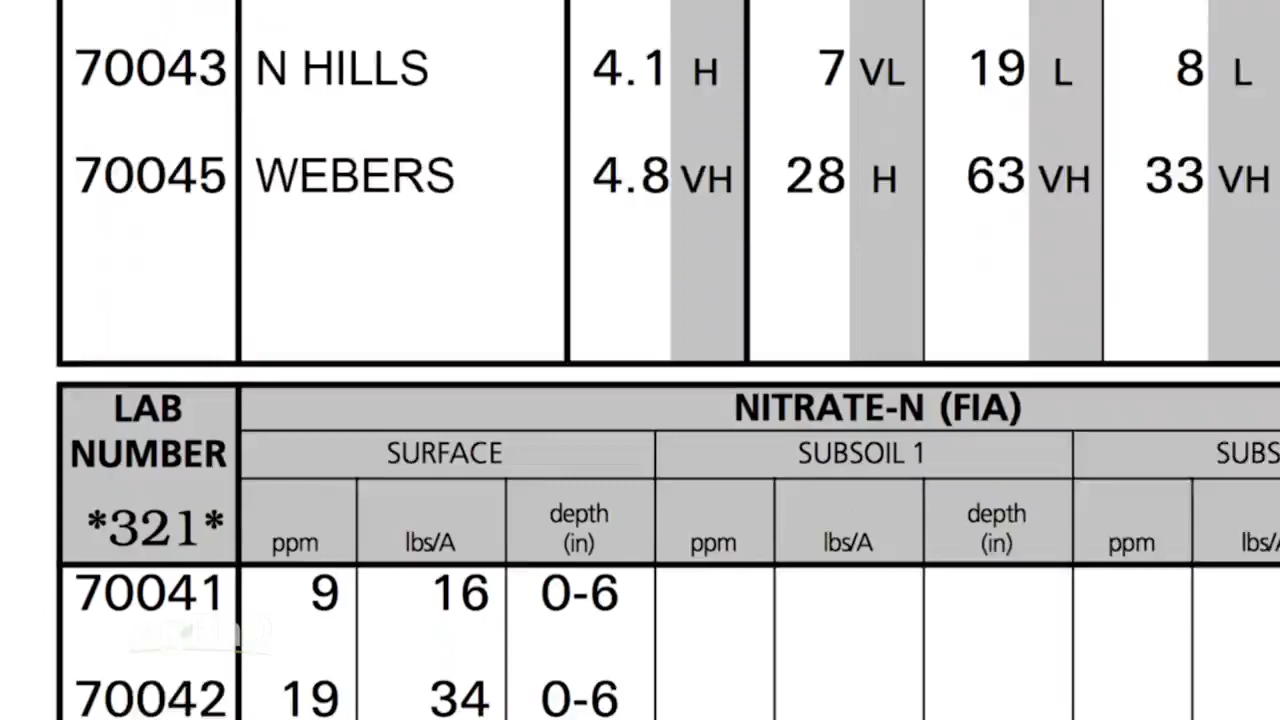 70043 N HILLS 4.1 H 7 VL 19 L 8 L
70045 WEBERS 4.8 VH 28 H 63 VH 33 VH
LAB NUMBER
*321*
NITRATE-N (FIA)
SURFACE SUBSOIL 1 SUBS
ppm lbs/A depth (in) ppm lbs/A depth (in) ppm lbs/
70041 9 16 0-6
70042 19 34 0-6